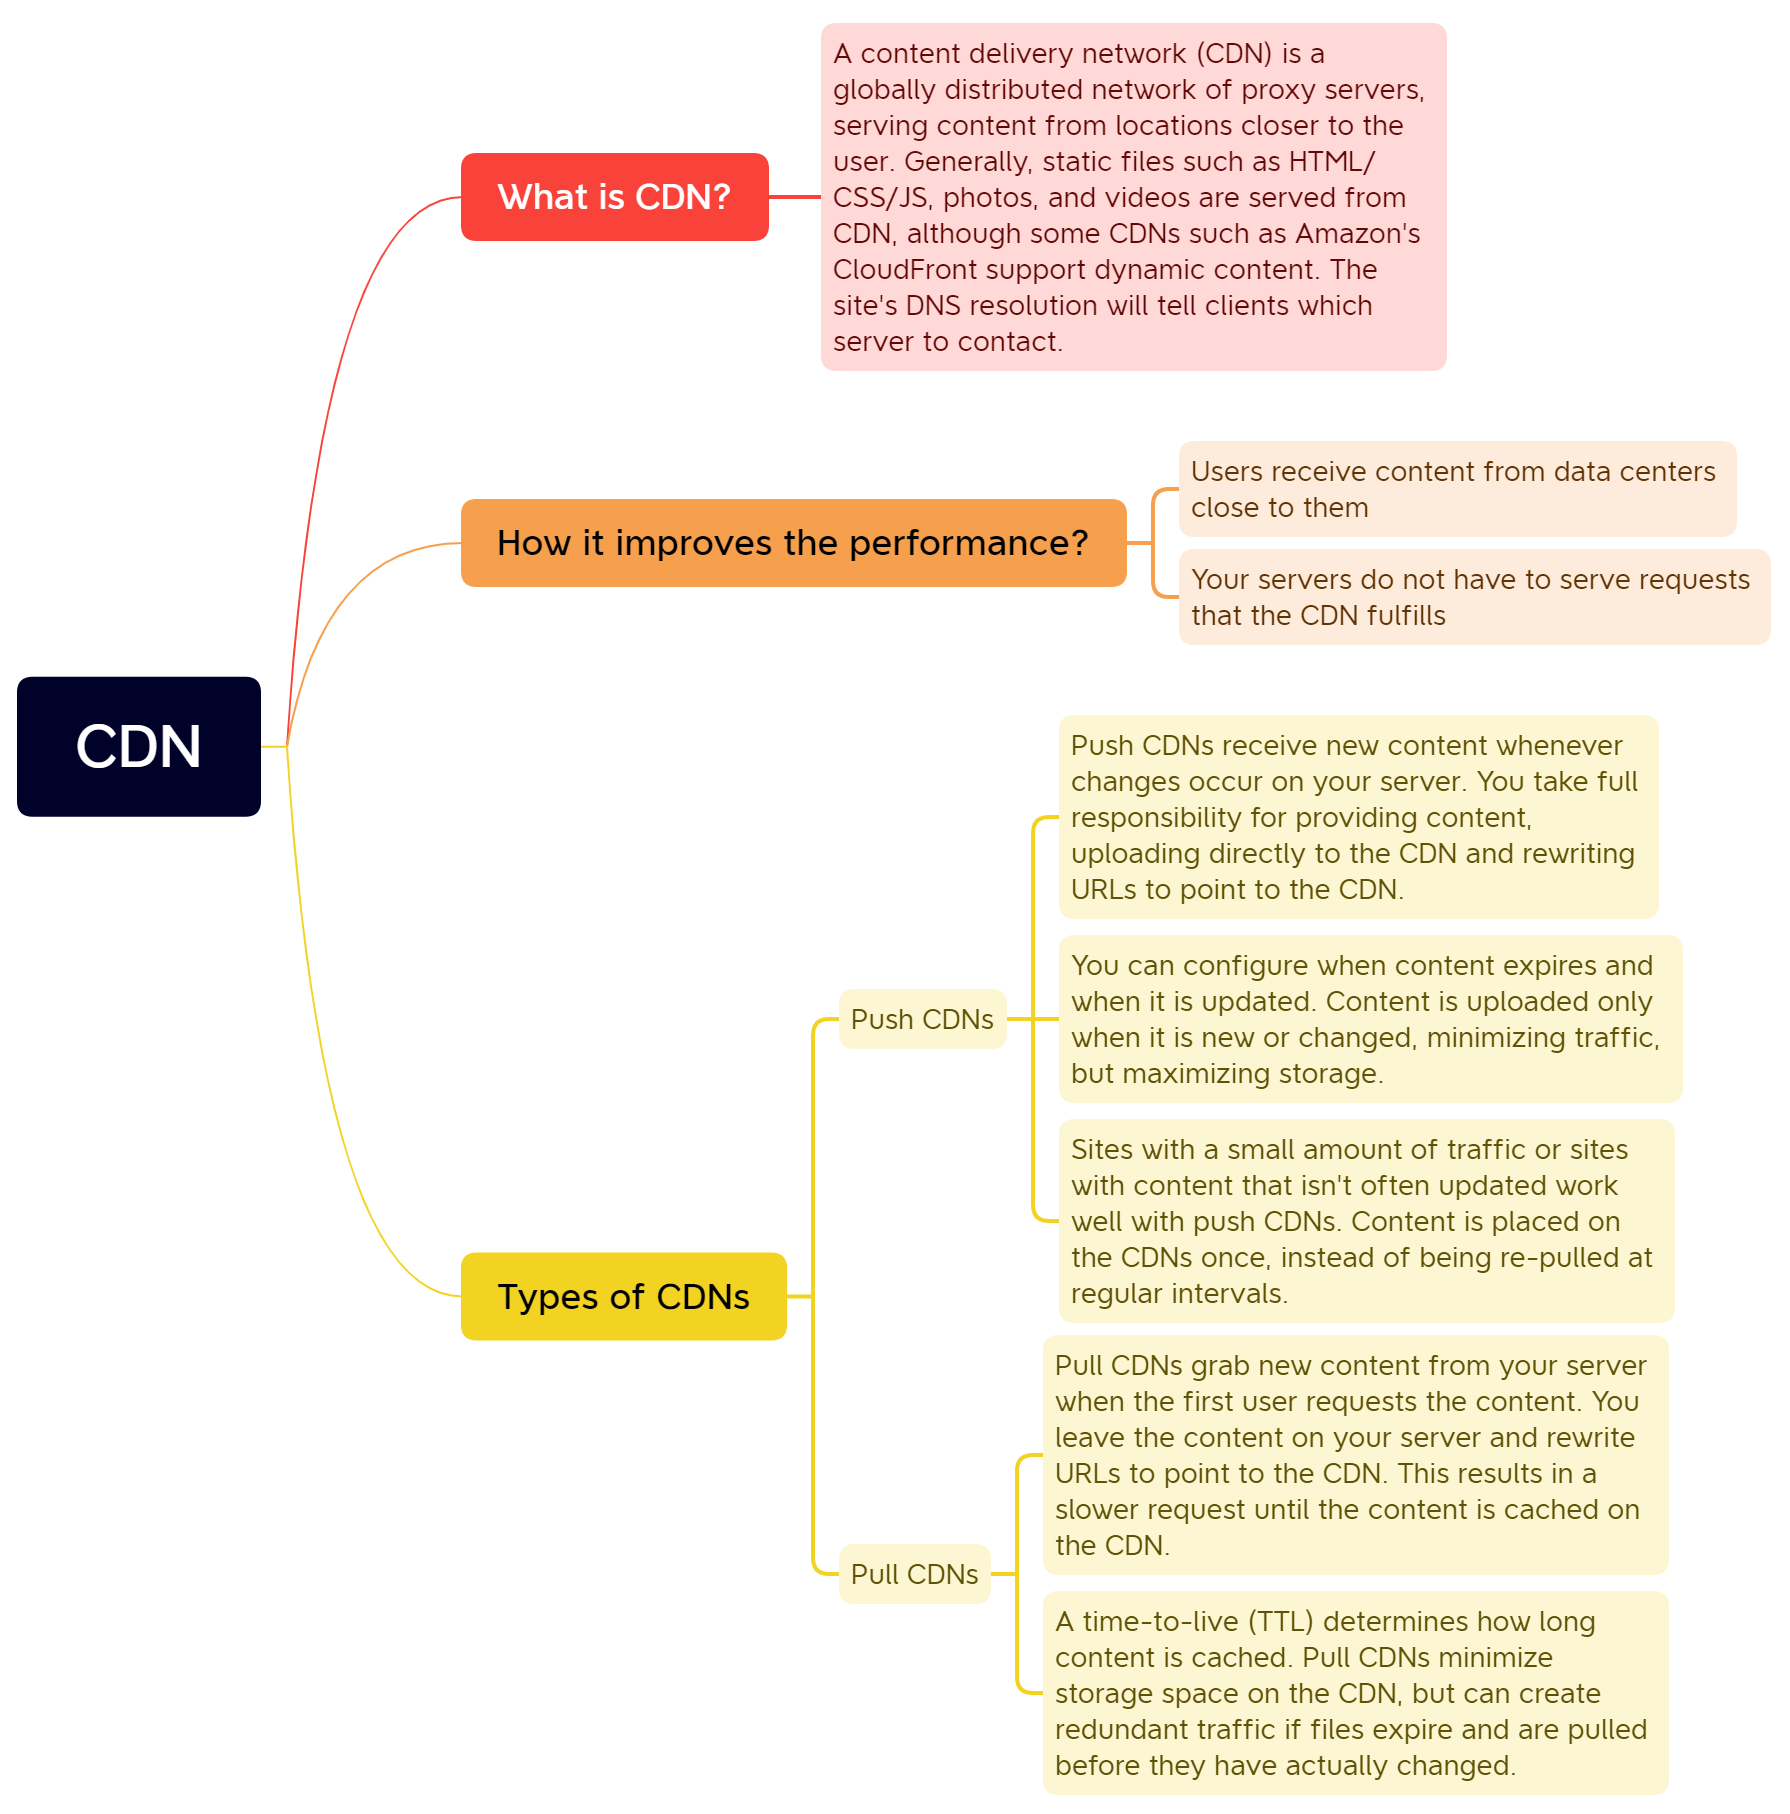 A content delivery network (CDN) is a
globally distributed network of proxy servers,
serving content from locations closer to the
user. Generally, static files such as HTML/
CSS/JS, photos, and videos are served from
CDN, although some CDNs such as Amazon's
CloudFront support dynamic content. The
site's DNS resolution will tell clients which
server to contact.
What is CDN?
Users receive content from data centers
close to them
How it improves the performance?
Your servers do not have to serve requests
that the CDN fulfills
CDN
Push CDNs receive new content whenever
changes occur on your server. You take full
responsibility for providing content,
uploading directly to the CDN and rewriting
URLs to point to the CDN.
You can configure when content expires and
when it is updated. Content is uploaded only
when it is new or changed, minimizing traffic,
but maximizing storage.
Push CDNs
Sites with a small amount of traffic or sites
with content that isn't often updated work
well with push CDNs. Content is placed on
the CDNs once, instead of being re-pulled at
regular intervals.
Types of CDNs
Pull CDNs grab new content from your server
when the first user requests the content. You
leave the content on your server and rewrite
URLs to point to the CDN. This results in a
slower request until the content is cached on
the CDN.
Pull CDNs
A time-to-live (TTL) determines how long
content is cached. Pull CDNs minimize
storage space on the CDN, but can create
redundant traffic if files expire and are pulled
before they have actually changed.